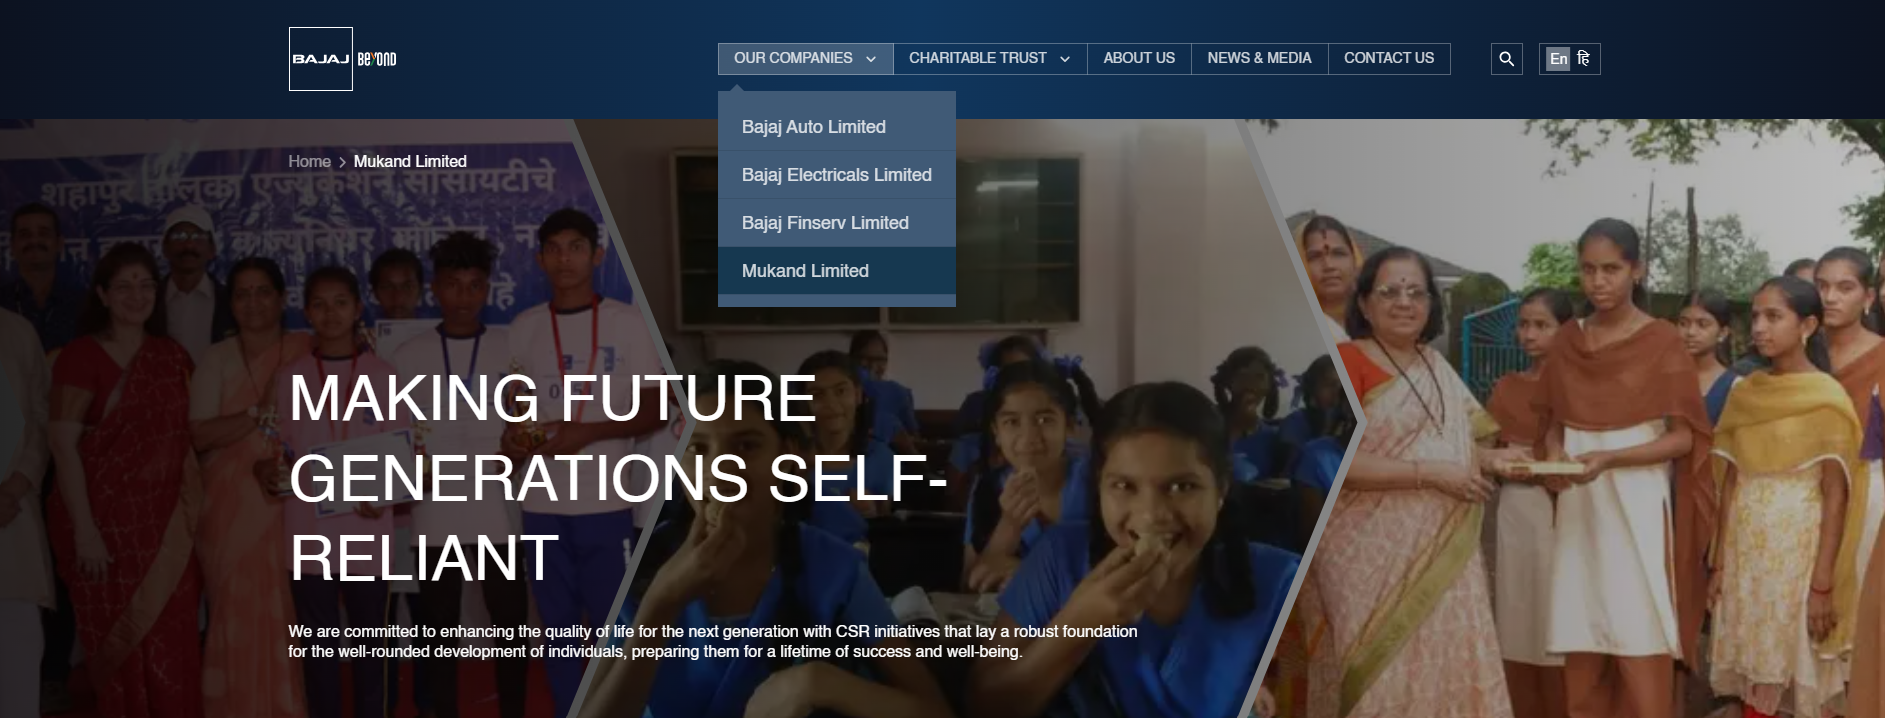 BAJAJ BEYOND
OUR COMPANIES
CHARITABLE TRUST
ABOUT US
NEWS & MEDIA
CONTACT US
En हि
Bajaj Auto Limited
Bajaj Electricals Limited
Bajaj Finserv Limited
Mukand Limited
Home > Mukand Limited
शहापुर तालुका एज्युकेशन सोसायटीचे
MAKING FUTURE
GENERATIONS SELF-
RELIANT
We are committed to enhancing the quality of life for the next generation with CSR initiatives that lay a robust foundation
for the well-rounded development of individuals, preparing them for a lifetime of success and well-being.